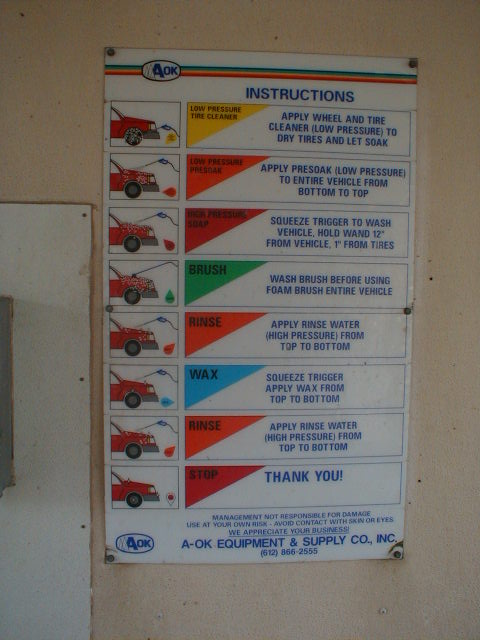 A-OK
INSTRUCTIONS
LOW PRESSURE
TIRE CLEANER
APPLY WHEEL AND TIRE
CLEANER (LOW PRESSURE) TO
DRY TIRES AND LET SOAK
LOW PRESSURE
PRESOAK
APPLY PRESOAK (LOW PRESSURE)
TO ENTIRE VEHICLE FROM
BOTTOM TO TOP
HIGH PRESSURE
SOAP
SQUEEZE TRIGGER TO WASH
VEHICLE, HOLD WAND 12"
FROM VEHICLE, 1" FROM TIRES
BRUSH
WASH BRUSH BEFORE USING
FOAM BRUSH ENTIRE VEHICLE
RINSE
APPLY RINSE WATER
(HIGH PRESSURE) FROM
TOP TO BOTTOM
WAX
SQUEEZE TRIGGER
APPLY WAX FROM
TOP TO BOTTOM
RINSE
APPLY RINSE WATER
(HIGH PRESSURE) FROM
TOP TO BOTTOM
STOP
THANK YOU!
MANAGEMENT NOT RESPONSIBLE FOR DAMAGE
USE AT YOUR OWN RISK - AVOID CONTACT WITH SKIN OR EYES
WE APPRECIATE YOUR BUSINESS!
A-OK
A-OK EQUIPMENT & SUPPLY CO., INC.
(612) 866-2555